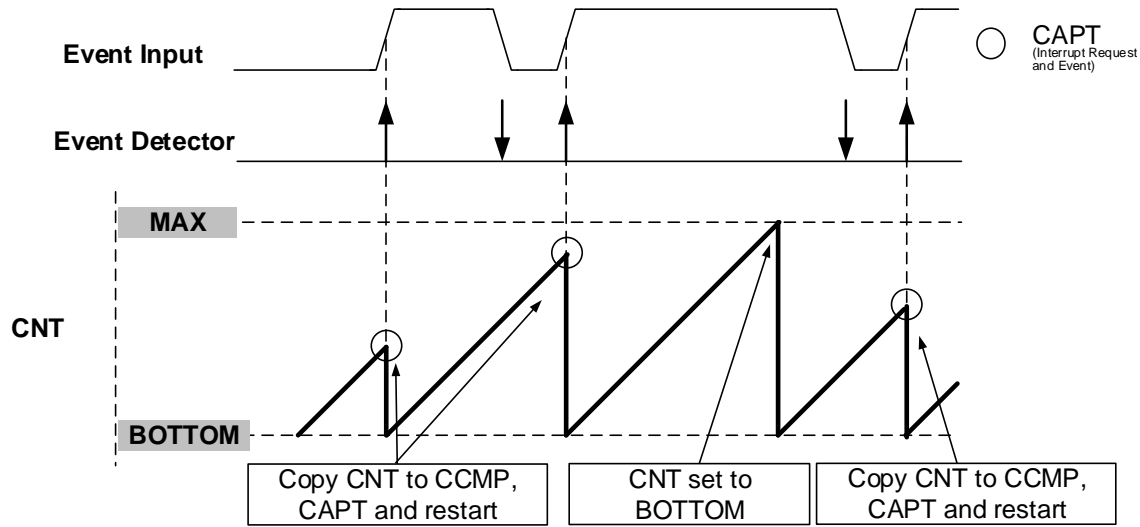 Event Input
CAPT
(Interrupt Request
and Event)
Event Detector
MAX
CNT
BOTTOM
Copy CNT to CCMP,
CAPT and restart
CNT set to
BOTTOM
Copy CNT to CCMP,
CAPT and restart